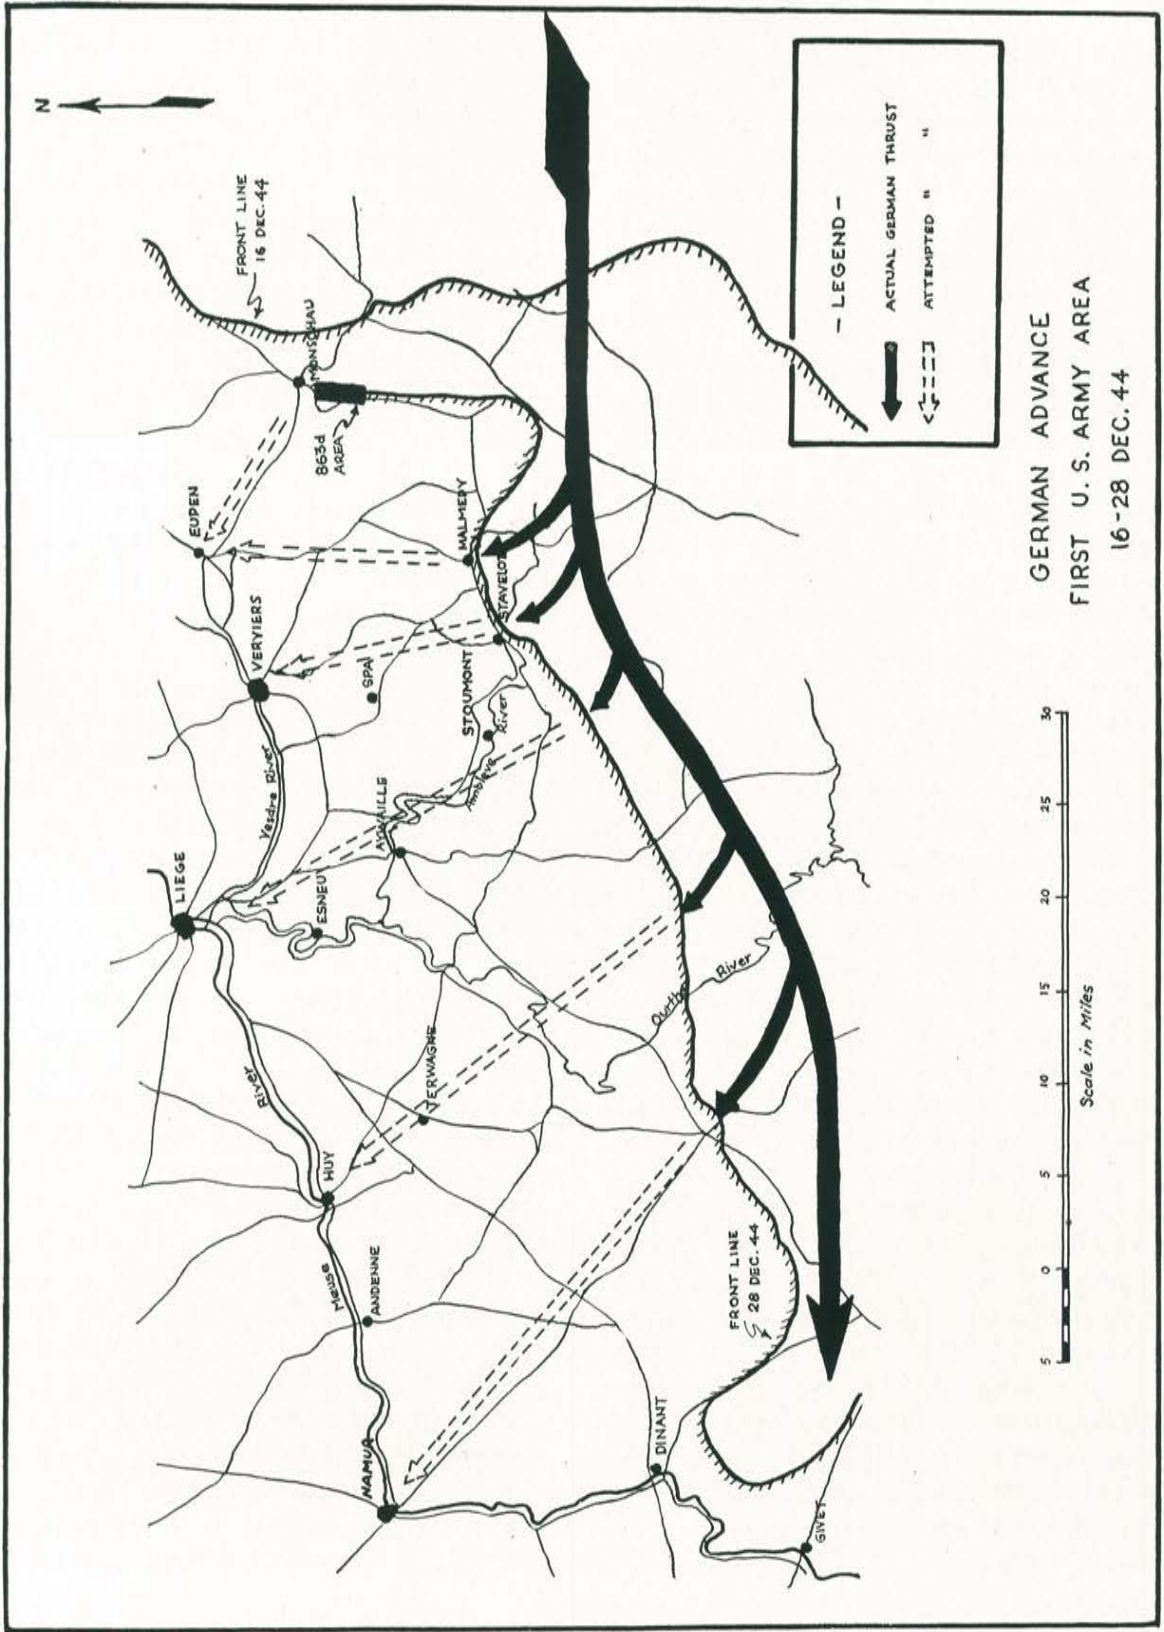 N
FRONT LINE
16 DEC. 44
MONSCHAU
863d
AREA
EUPEN
MALMEDY
STAVELOT
VERVIERS
SPA
STOUMONT
River
Ambleve
Vesdre River
LIEGE
AYWAILLE
ESNEU
Ourthe
River
TERWAGNE
River
HUY
Meuse
ANDENNE
NAMUR
DINANT
GIVET
FRONT LINE
28 DEC. 44
- LEGEND -
ACTUAL GERMAN THRUST
ATTEMPTED " "
5 0 5 10 15 20 25 30
Scale in Miles
GERMAN ADVANCE
FIRST U. S. ARMY AREA
16-28 DEC. 44